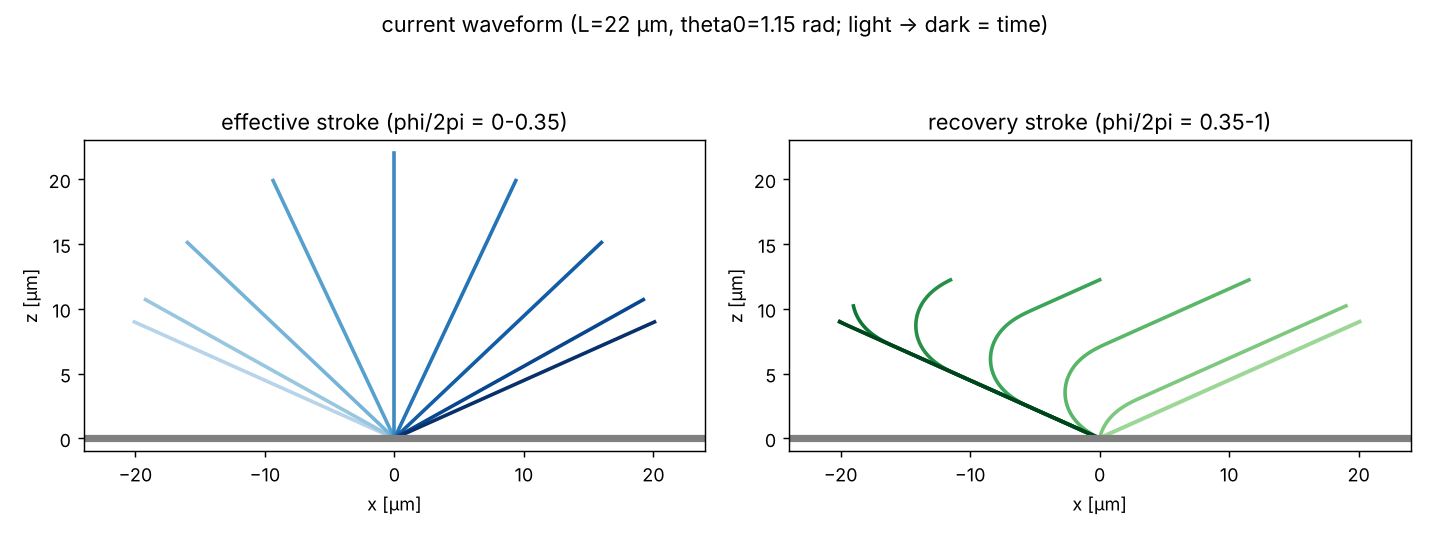 current waveform (L=22 µm, theta0=1.15 rad; light → dark = time)
effective stroke (phi/2pi = 0-0.35)
z [µm]
20
15
10
5
0
−20
−10
0
10
20
x [µm]
recovery stroke (phi/2pi = 0.35-1)
z [µm]
20
15
10
5
0
−20
−10
0
10
20
x [µm]